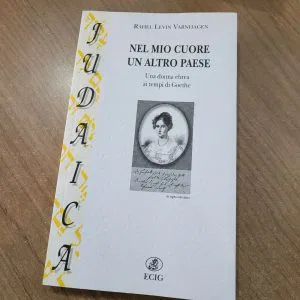 RAHEL LEVIN VARNHAGEN
NEL MIO CUORE
UN ALTRO PAESE
Una donna ebrea
ai tempi di Goethe
JUDAICA
ECIG